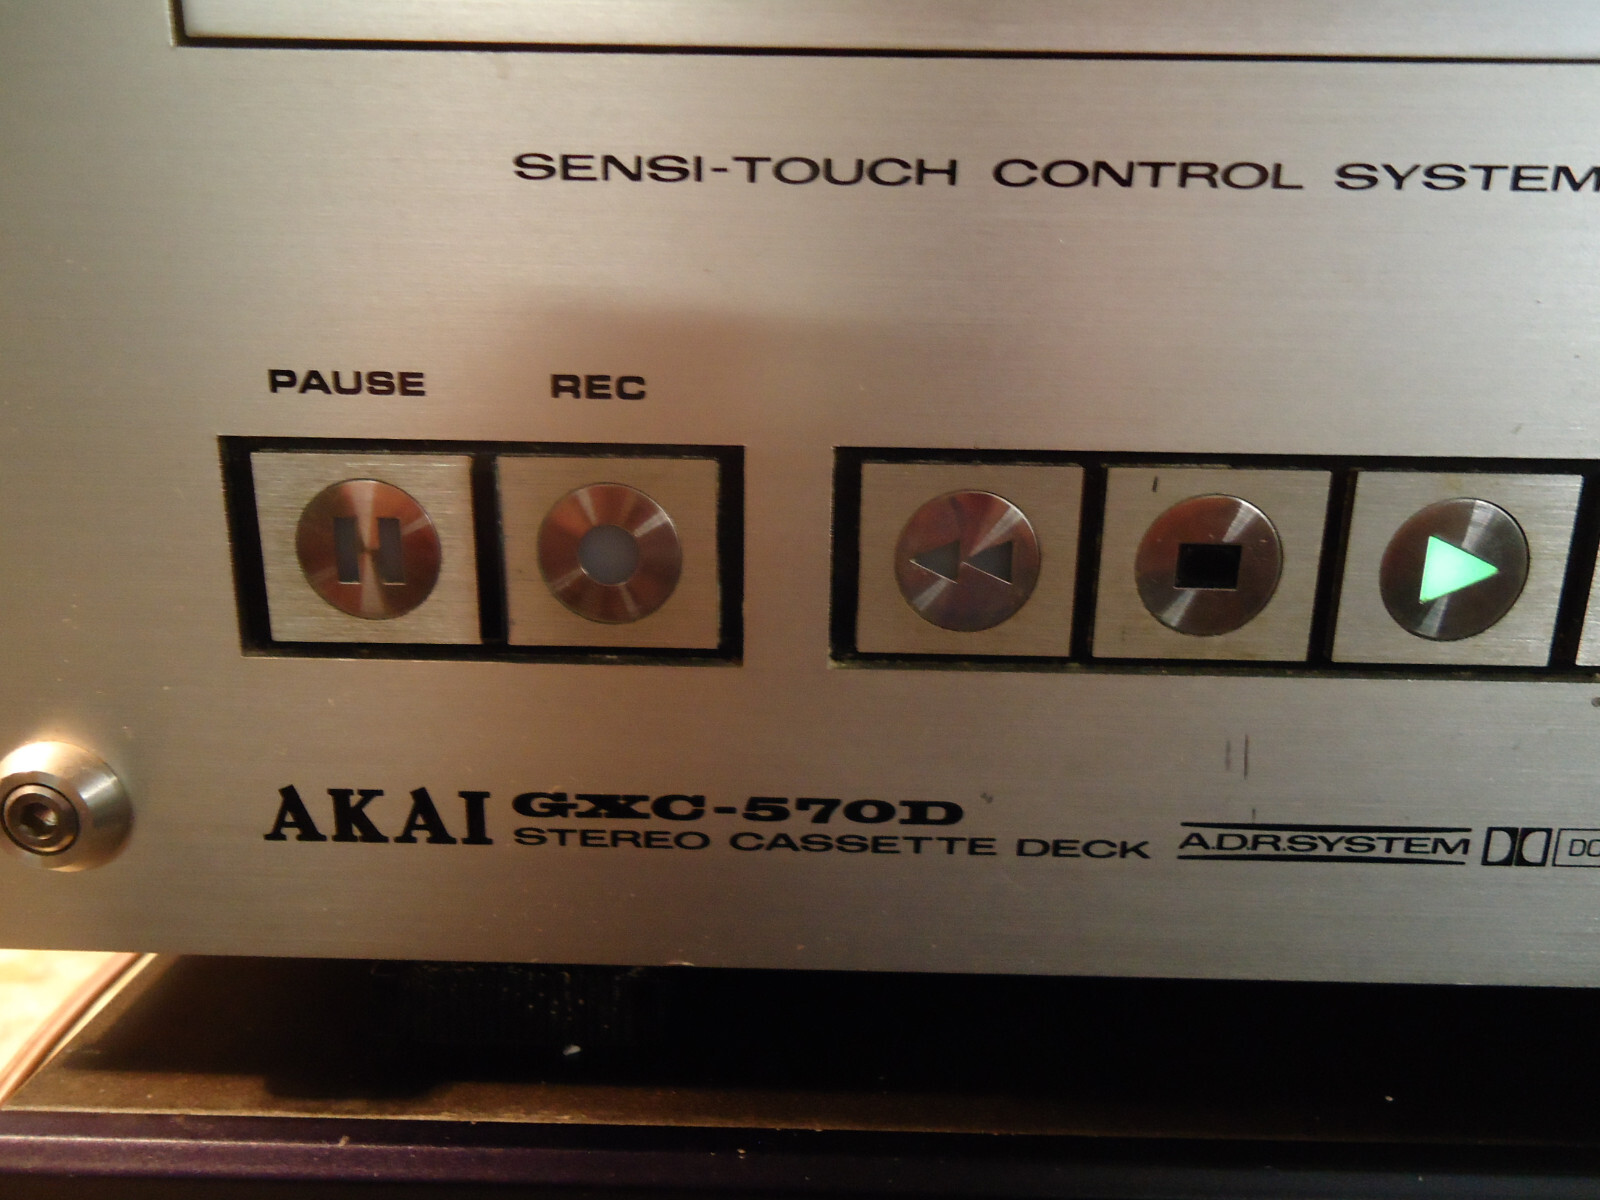 SENSI-TOUCH CONTROL SYSTEM
PAUSE REC
AKAI GXC-570D
STEREO CASSETTE DECK A.D.R.SYSTEM